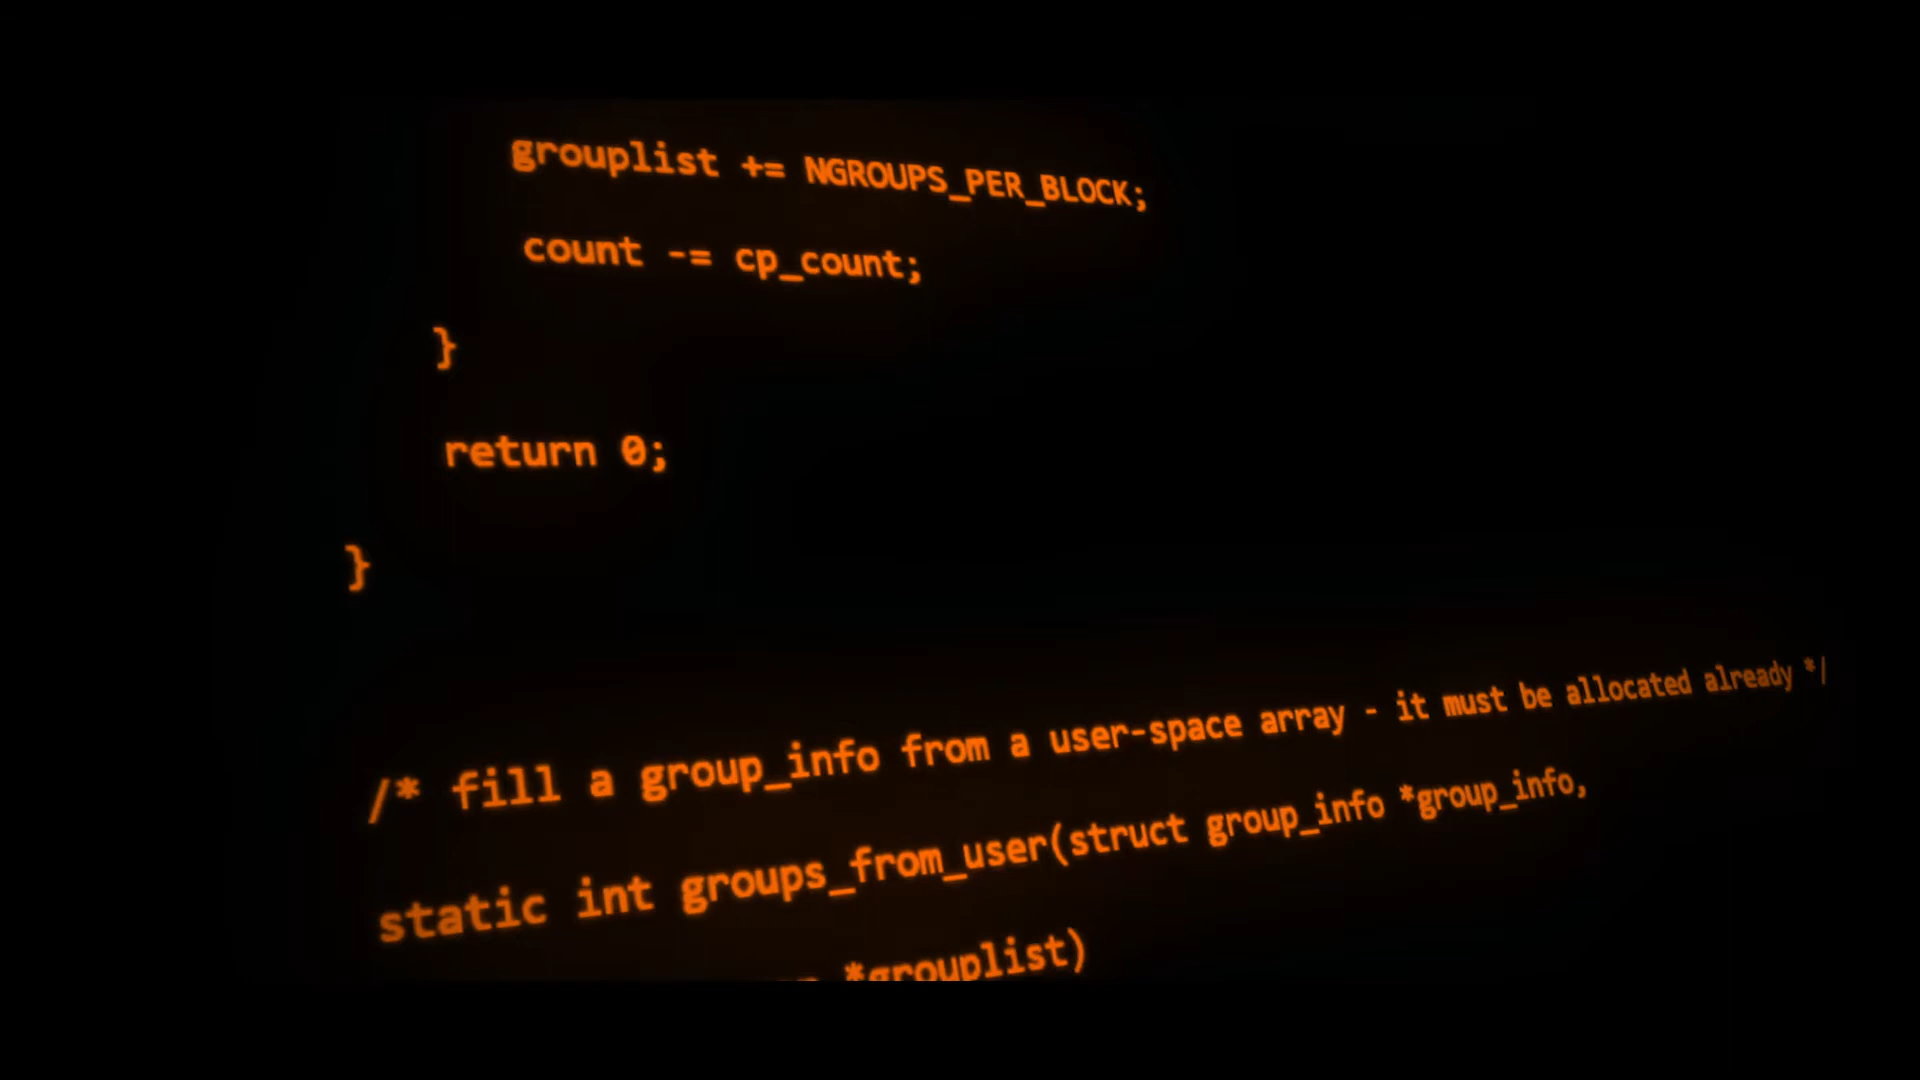 grouplist += NGROUPS_PER_BLOCK;
count -= cp_count;
}
return 0;
}
/* fill a group_info from a user-space array - it must be allocated already */
static int groups_from_user(struct group_info *group_info,
*grouplist)